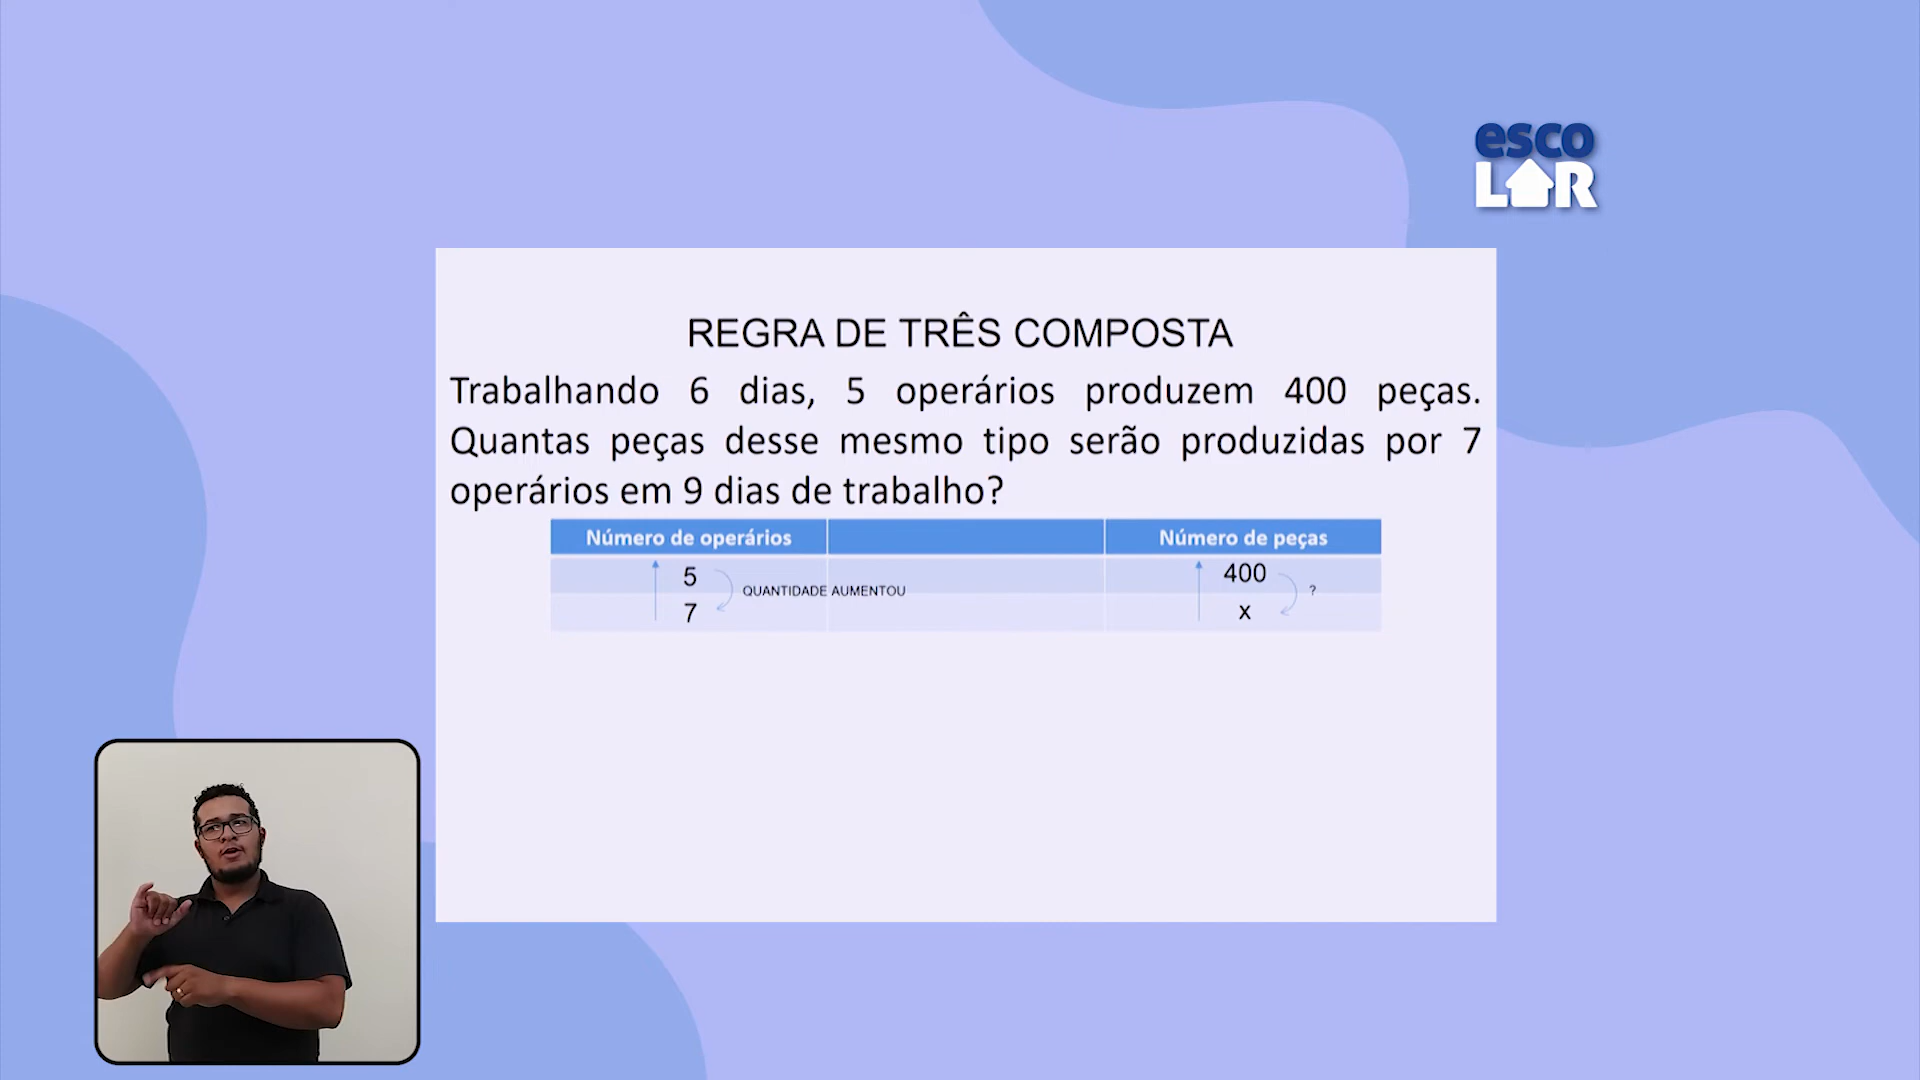 esco
LAR
REGRA DE TRÊS COMPOSTA
Trabalhando 6 dias, 5 operários produzem 400 peças.
Quantas peças desse mesmo tipo serão produzidas por 7
operários em 9 dias de trabalho?
Número de operários Número de peças
5 QUANTIDADE AUMENTOU 400 ?
7 x